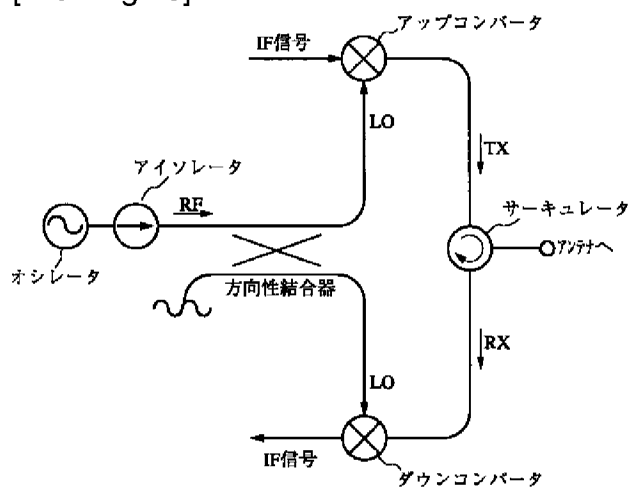 アップコンバータ
IF信号
LO
TX
アイソレータ
RF
サーキュレータ
アンテナへ
オシレータ
方向性結合器
RX
LO
IF信号
ダウンコンバータ